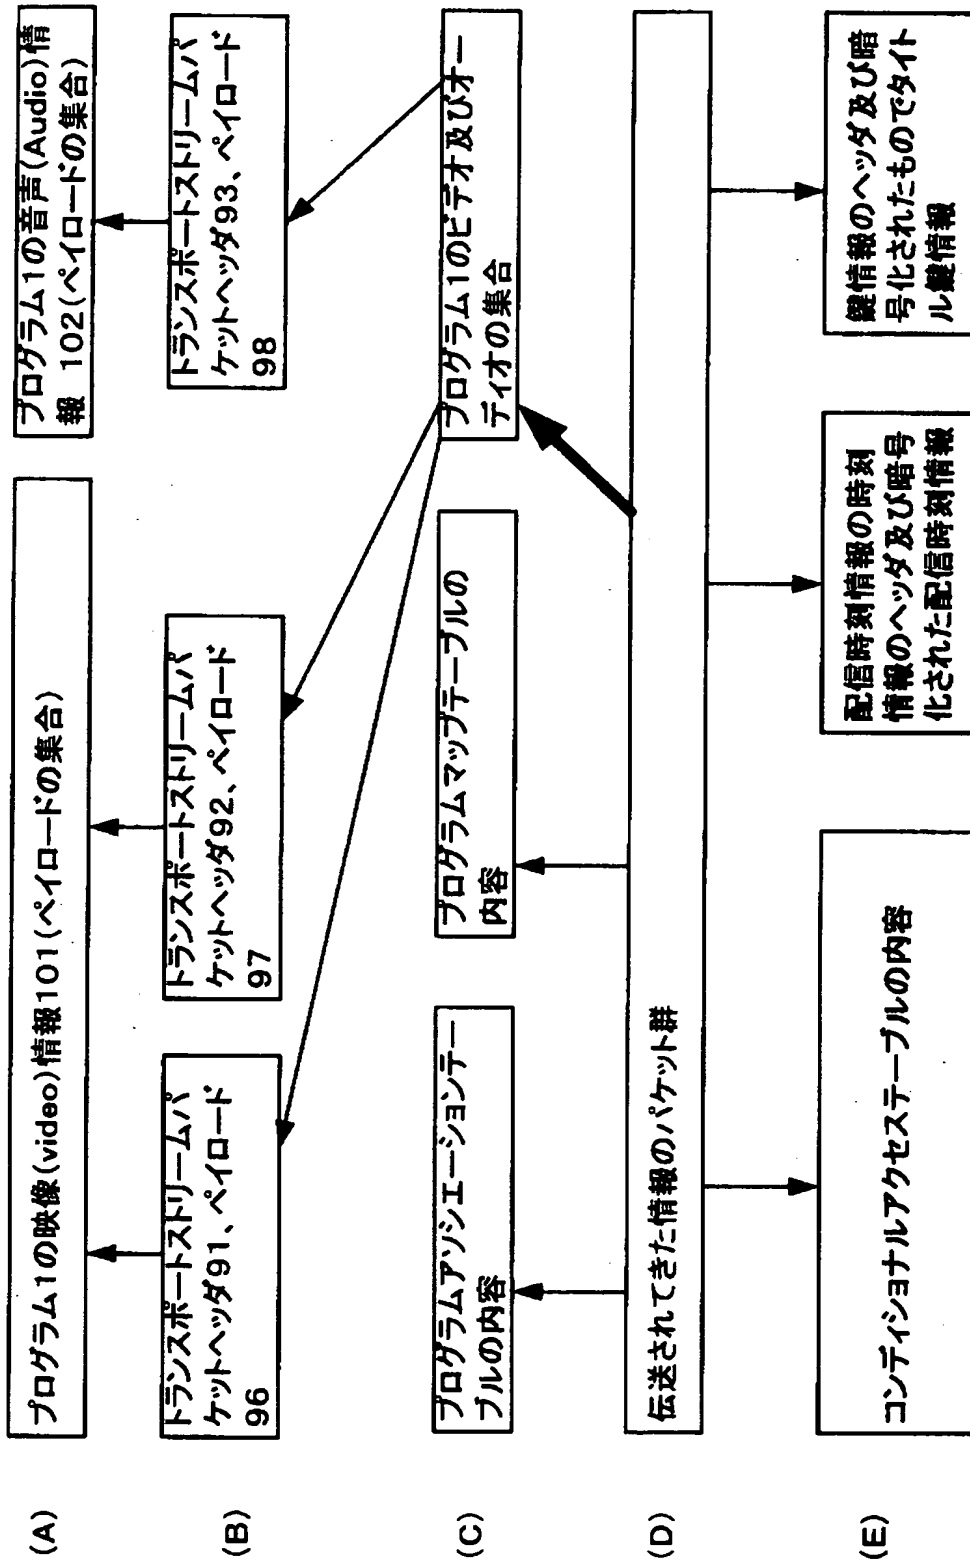 (A)
プログラム1の映像(video)情報101(ペイロードの集合)
プログラム1の音声(Audio)情
報 102(ペイロードの集合)
(B)
トランスポートストリームパ
ケットヘッダ91、ペイロード
96
トランスポートストリームパ
ケットヘッダ92、ペイロード
97
トランスポートストリームパ
ケットヘッダ93、ペイロード
98
(C)
プログラムアソシエーションテー
ブルの内容
プログラムマップテーブルの
内容
プログラム1のビデオ及びオー
ディオの集合
(D)
伝送されてきた情報のパケット群
(E)
コンディショナルアクセステーブルの内容
配信時刻情報の時刻
情報のヘッダ及び暗号
化された配信時刻情報
鍵情報のヘッダ及び暗
号化されたものでタイト
ル鍵情報